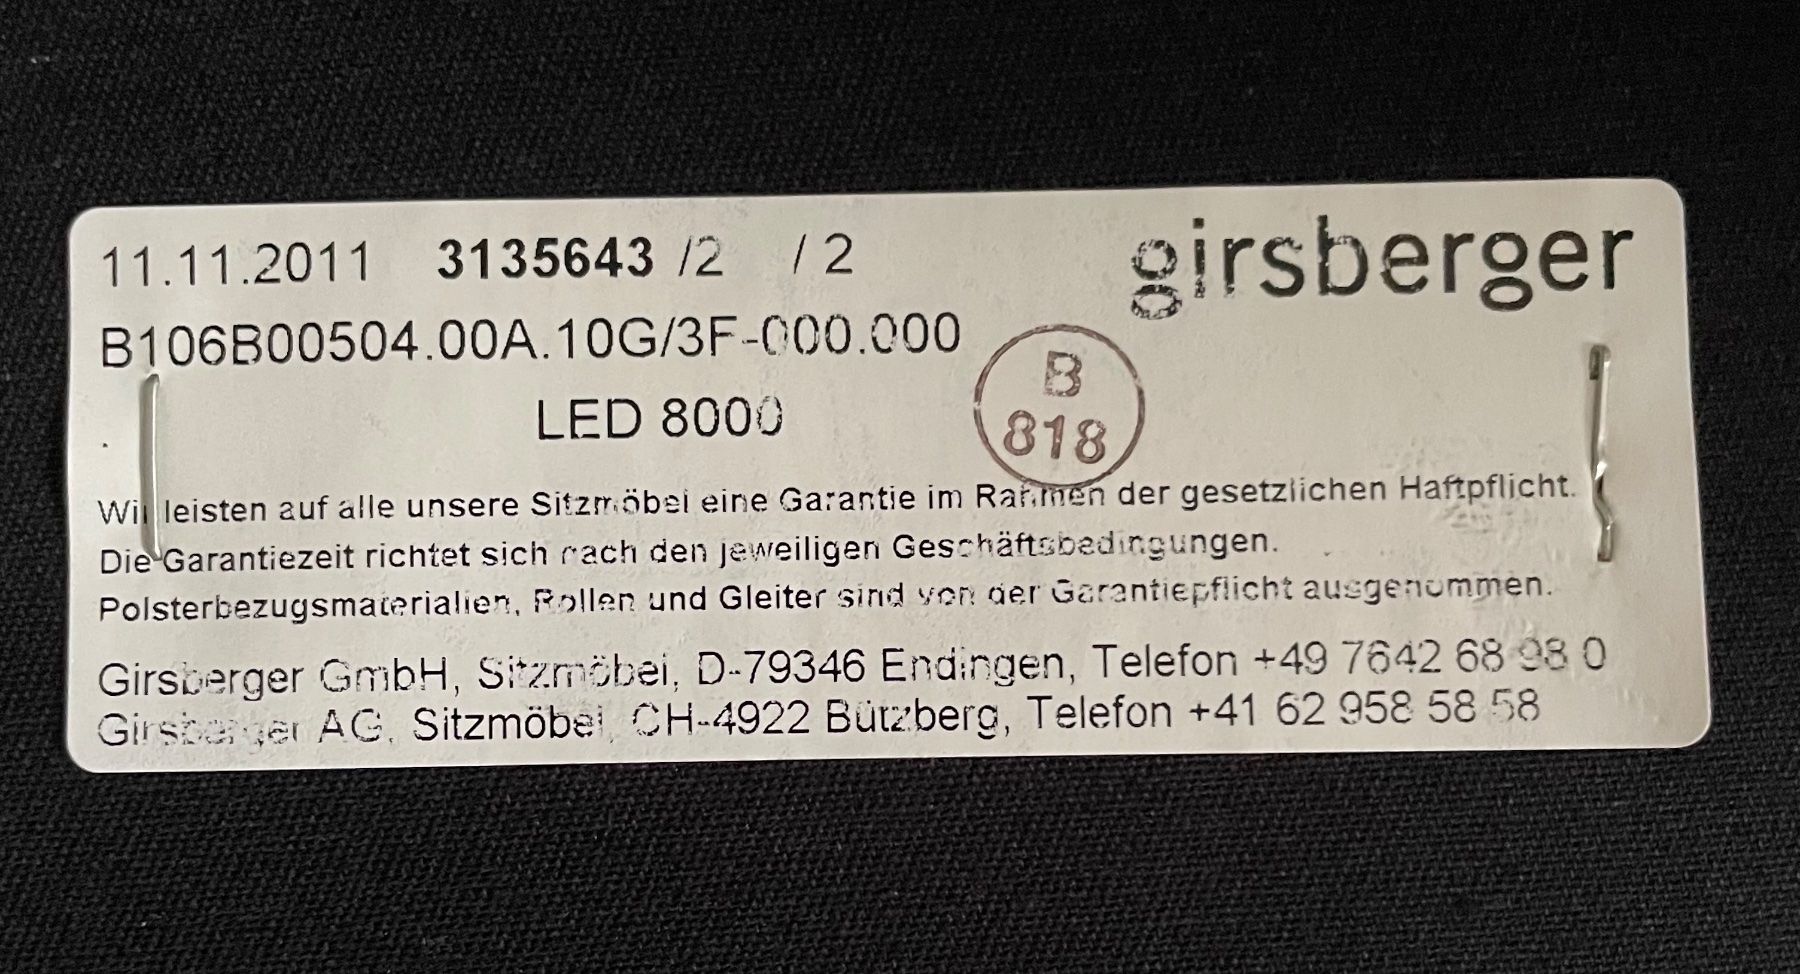 11.11.2011 3135643 /2 / 2
girsberger
B106B00504.00A.10G/3F-000.000
B
818
LED 8000
Wir leisten auf alle unsere Sitzmöbel eine Garantie im Rahmen der gesetzlichen Haftpflicht.
Die Garantiezeit richtet sich nach den jeweiligen Geschäftsbedingungen.
Polsterbezugsmaterialien, Rollen und Gleiter sind von der Garantiepflicht ausgenommen.
Girsberger GmbH, Sitzmöbel, D-79346 Endingen, Telefon +49 7642 68 98 0
Girsberger AG, Sitzmöbel, CH-4922 Bützberg, Telefon +41 62 958 58 58